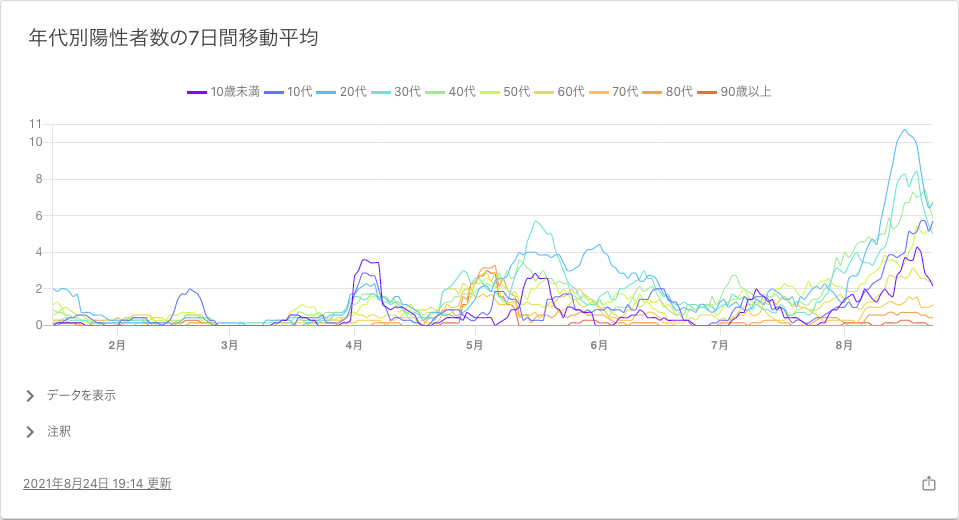 年代別陽性者数の7日間移動平均
10歳未満 10代 20代 30代 40代 50代 60代 70代 80代 90歳以上
11
10
8
6
4
2
0
2月 3月 4月 5月 6月 7月 8月
データを表示
注釈
2021年8月24日 19:14 更新